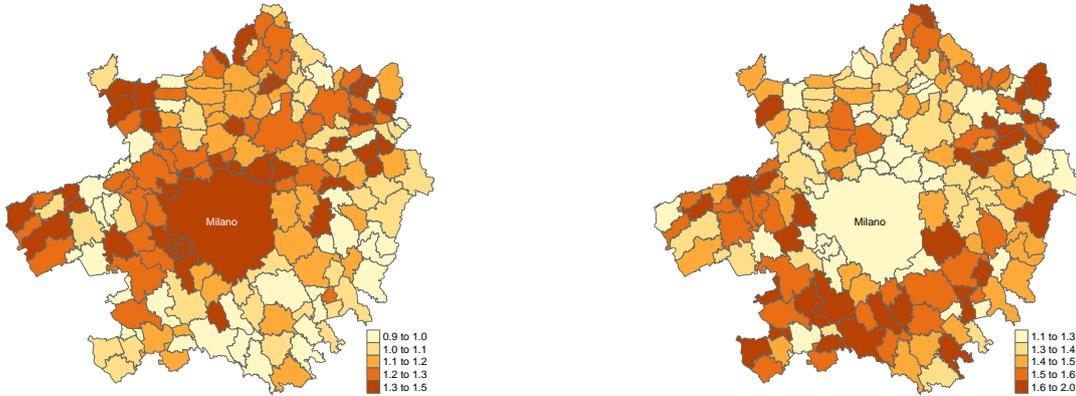 Milano
0.9 to 1.0
1.0 to 1.1
1.1 to 1.2
1.2 to 1.3
1.3 to 1.5
Milano
1.1 to 1.3
1.3 to 1.4
1.4 to 1.5
1.5 to 1.6
1.6 to 2.0